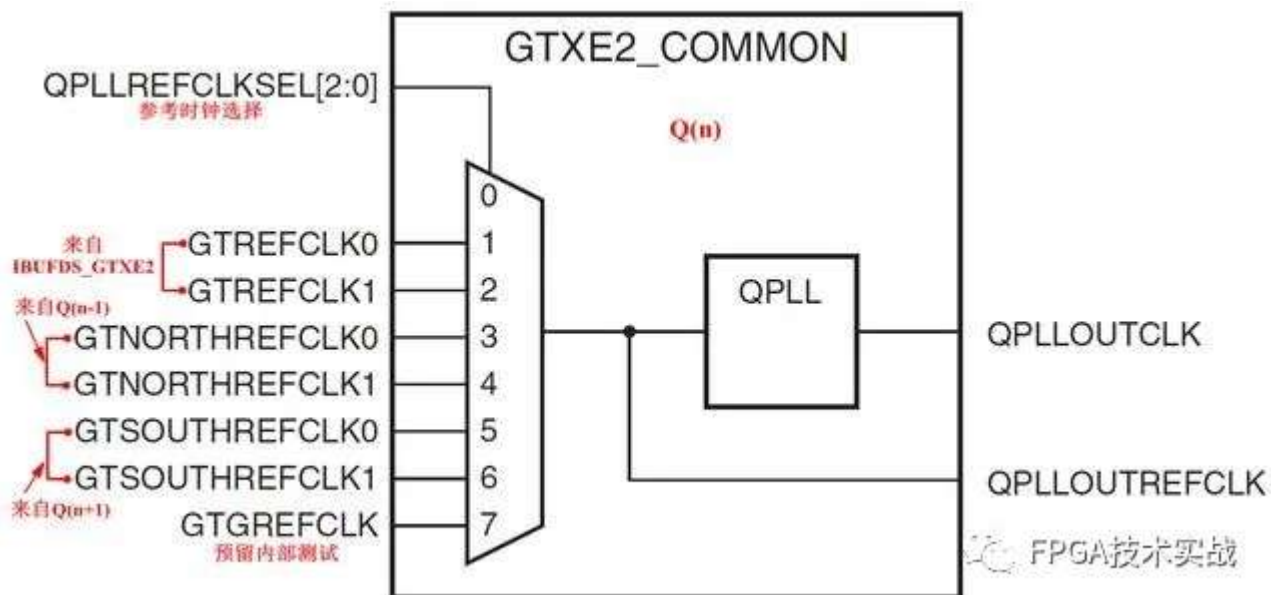 GTXE2_COMMON
QPLLREFCLKSEL[2:0]
参考时钟选择
Q(n)
0
来自
IBUFDS_GTXE2
GTREFCLK0
1
GTREFCLK1
2
QPLL
来自Q(n-1)
GTNORTHREFCLK0
3
QPLLOUTCLK
GTNORTHREFCLK1
4
GTSOUTHREFCLK0
5
GTSOUTHREFCLK1
6
QPLLOUTREFCLK
来自Q(n+1)
GTGREFCLK
7
预留内部测试
FPGA技术实战